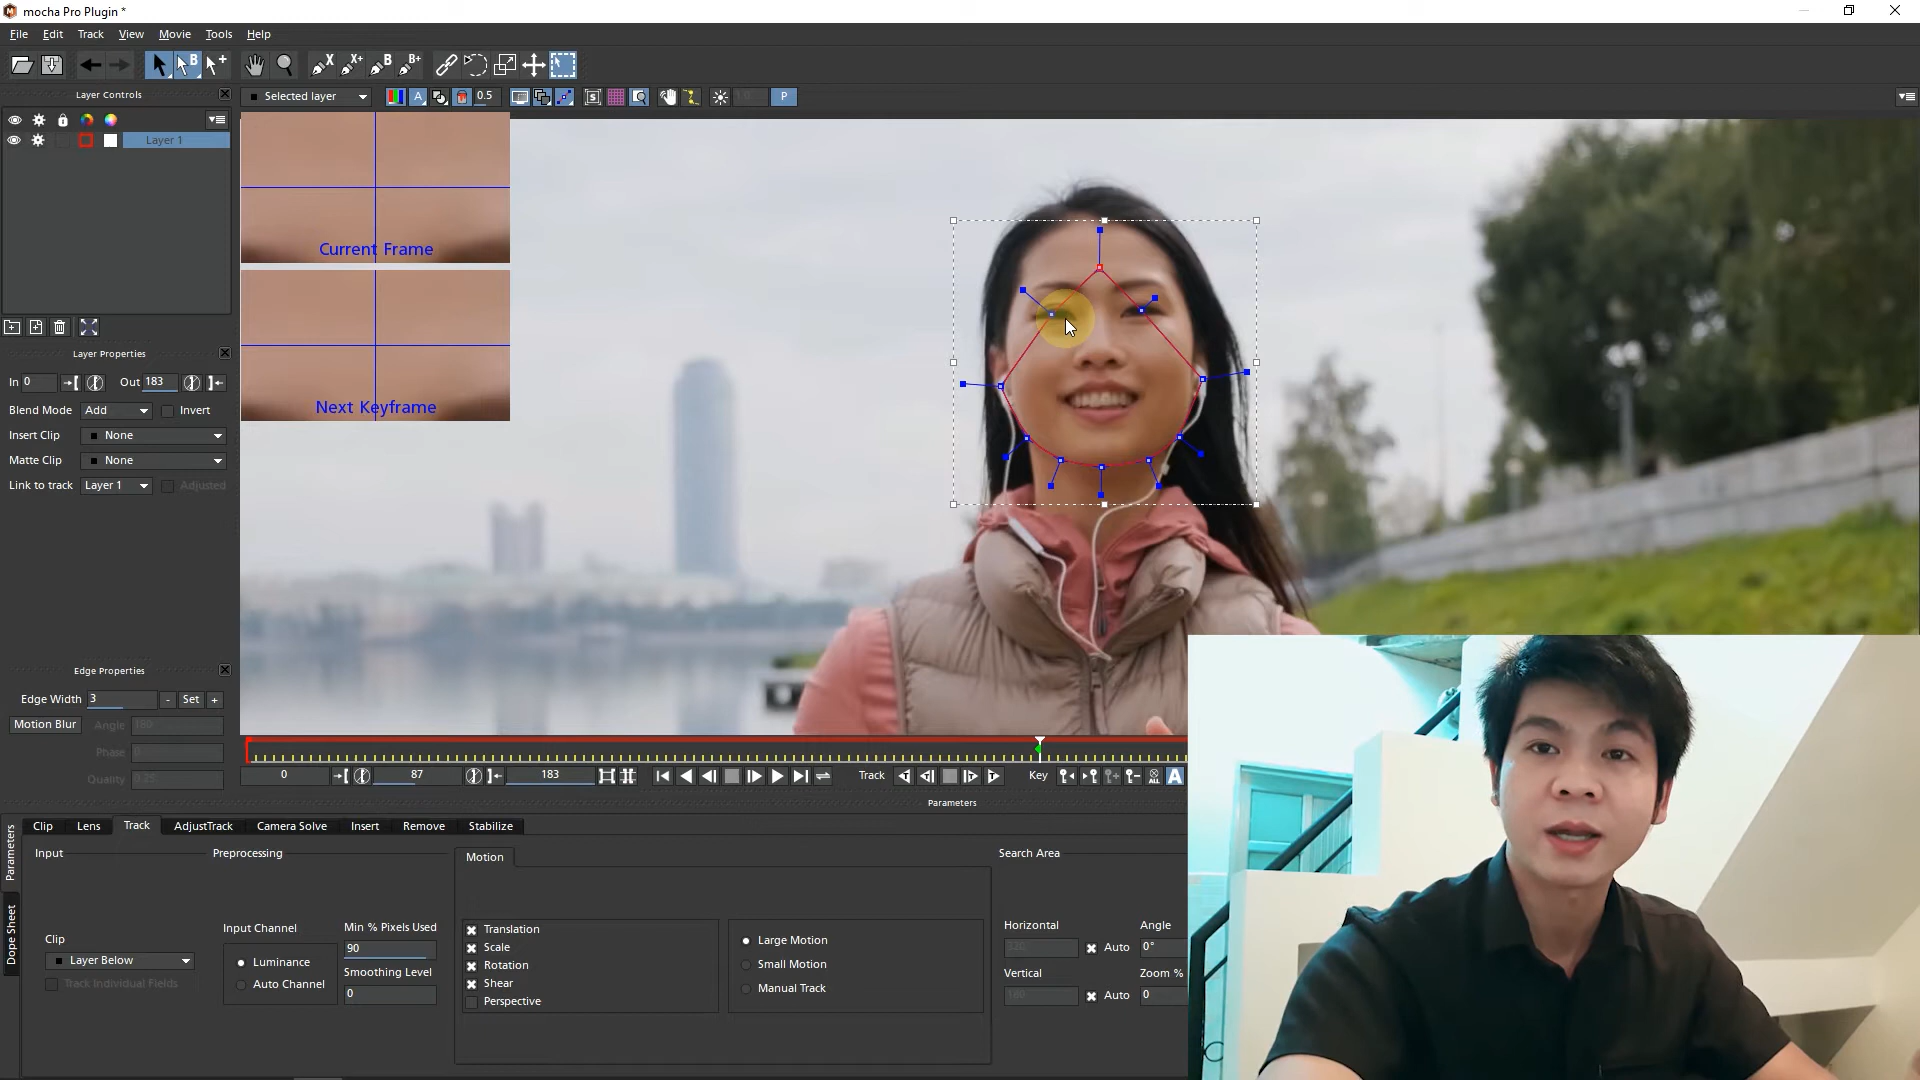 mocha Pro Plugin *
File Edit Track View Movie Tools Help
Layer Controls
Selected layer
A
0.5
P
Layer 1
Current Frame
Next Keyframe
Layer Properties
In 0 Out 183
Blend Mode Add Invert
Insert Clip None
Matte Clip None
Link to track Layer 1 Adjusted
Edge Properties
Edge Width 3 - Set +
Motion Blur Angle 180
Phase 0
Quality 0.25
0 87 183 Track Key ALL A
Parameters
Parameters
Dope Sheet
Clip Lens Track AdjustTrack Camera Solve Insert Remove Stabilize
Input Preprocessing Motion Search Area
Clip
Layer Below
Track Individual Fields
Input Channel
Luminance
Auto Channel
Min % Pixels Used
90
Smoothing Level
0
Translation
Scale
Rotation
Shear
Perspective
Large Motion
Small Motion
Manual Track
Horizontal Angle
Auto 0°
Vertical Zoom %
Auto 0